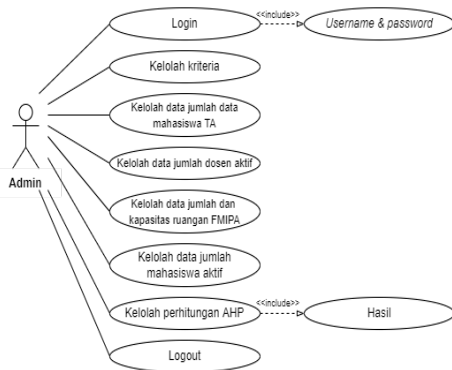 Login
<<include>>
Username & password
Kelolah kriteria
Kelolah data jumlah data
mahasiswa TA
Kelolah data jumlah dosen aktif
Admin
Kelolah data jumlah dan
kapasitas ruangan FMIPA
Kelolah data jumlah
mahasiswa aktif
Kelolah perhitungan AHP
<<include>>
Hasil
Logout